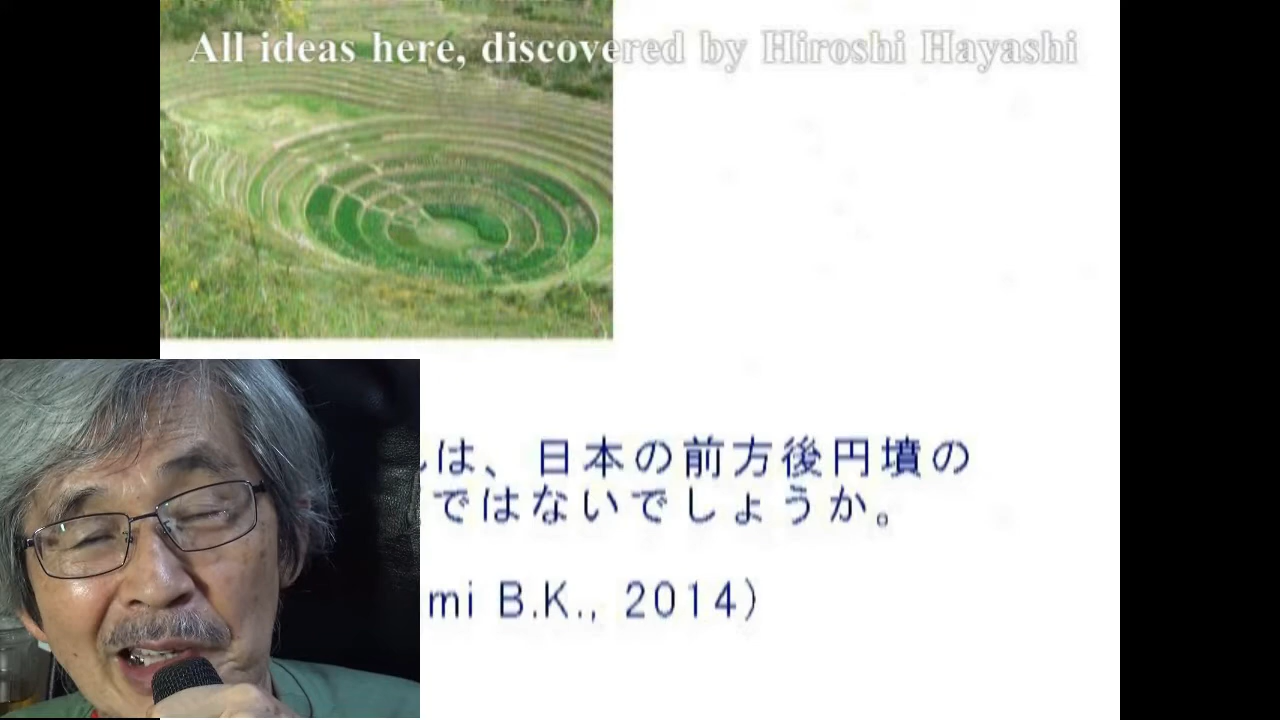 All ideas here, discovered by Hiroshi Hayashi
は、日本の前方後円墳の
ではないでしょうか。
mi B.K., 2014)